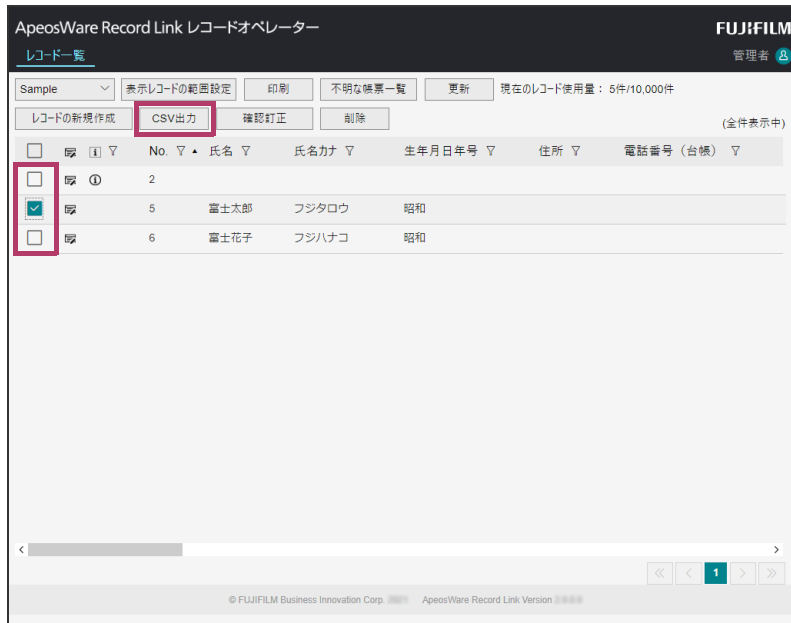 ApeosWare Record Link レコードオペレーター FUJIFILM
レコード一覧 管理者
Sample 表示レコードの範囲設定 印刷 不明な帳票一覧 更新 現在のレコード使用量： 5件/10,000件
レコードの新規作成 CSV出力 確認訂正 削除 (全件表示中)
No. 氏名 氏名カナ 生年月日年号 住所 電話番号（台帳）
2
5 富士太郎 フジタロウ 昭和
6 富士花子 フジハナコ 昭和
1
© FUJIFILM Business Innovation Corp. ApeosWare Record Link Version